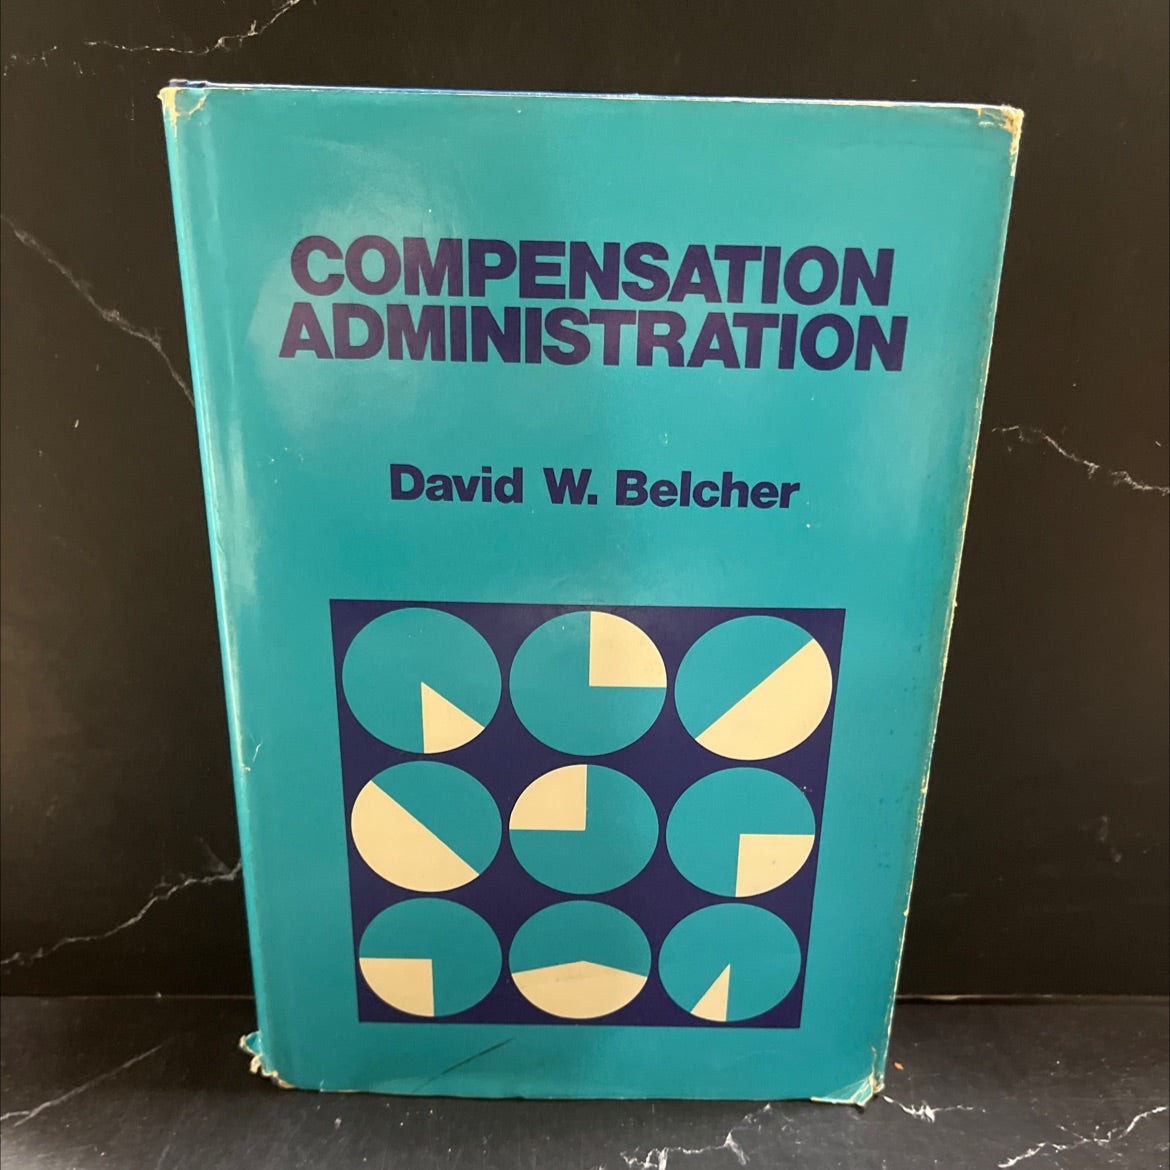 COMPENSATION
ADMINISTRATION
David W. Belcher